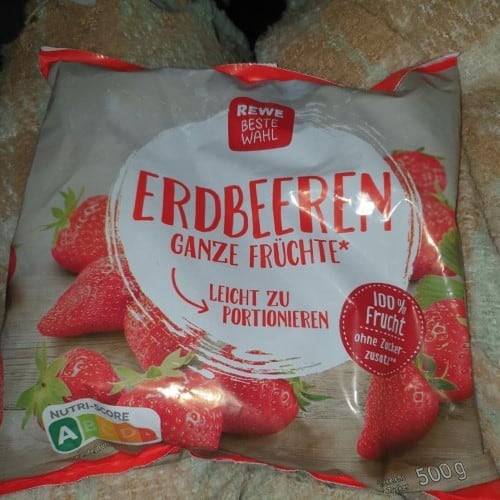 REWE
BESTE
WAHL
ERDBEEREN
GANZE FRÜCHTE*
LEICHT ZU
PORTIONIEREN
100%
Frucht
ohne Zucker-
zusatz**
NUTRI-SCORE
A B C D E
500g